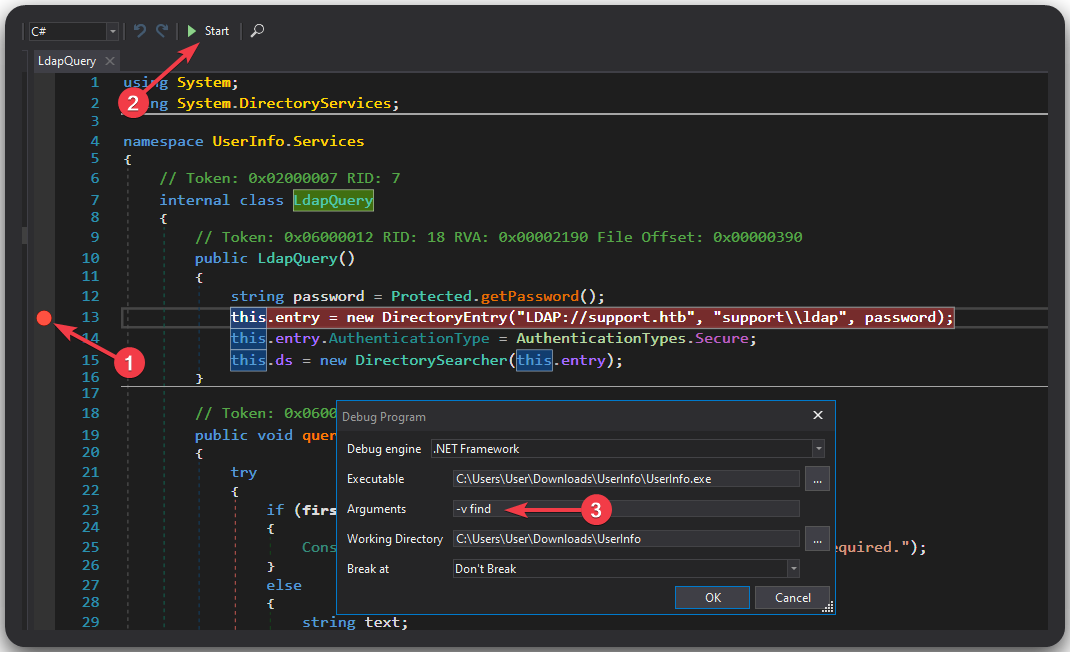 C# Start
LdapQuery
1 using System;
2 ng System.DirectoryServices;
2
3
4 namespace UserInfo.Services
5 {
6 // Token: 0x02000007 RID: 7
7 internal class LdapQuery
8 {
9 // Token: 0x06000012 RID: 18 RVA: 0x00002190 File Offset: 0x00000390
10 public LdapQuery()
11 {
12 string password = Protected.getPassword();
13 this.entry = new DirectoryEntry("LDAP://support.htb", "support\\ldap", password);
14 this.entry.AuthenticationType = AuthenticationTypes.Secure;
1
15 this.ds = new DirectorySearcher(this.entry);
16 }
17
18 // Token: 0x0600
19 public void quer
20 {
21 try
22 {
23 if (firs
24 {
25 Cons equired.");
26 }
27 else
28 {
29 string text;
Debug Program
Debug engine .NET Framework
Executable C:\Users\User\Downloads\UserInfo\UserInfo.exe ...
Arguments -v find 3
Working Directory C:\Users\User\Downloads\UserInfo ...
Break at Don't Break
OK Cancel